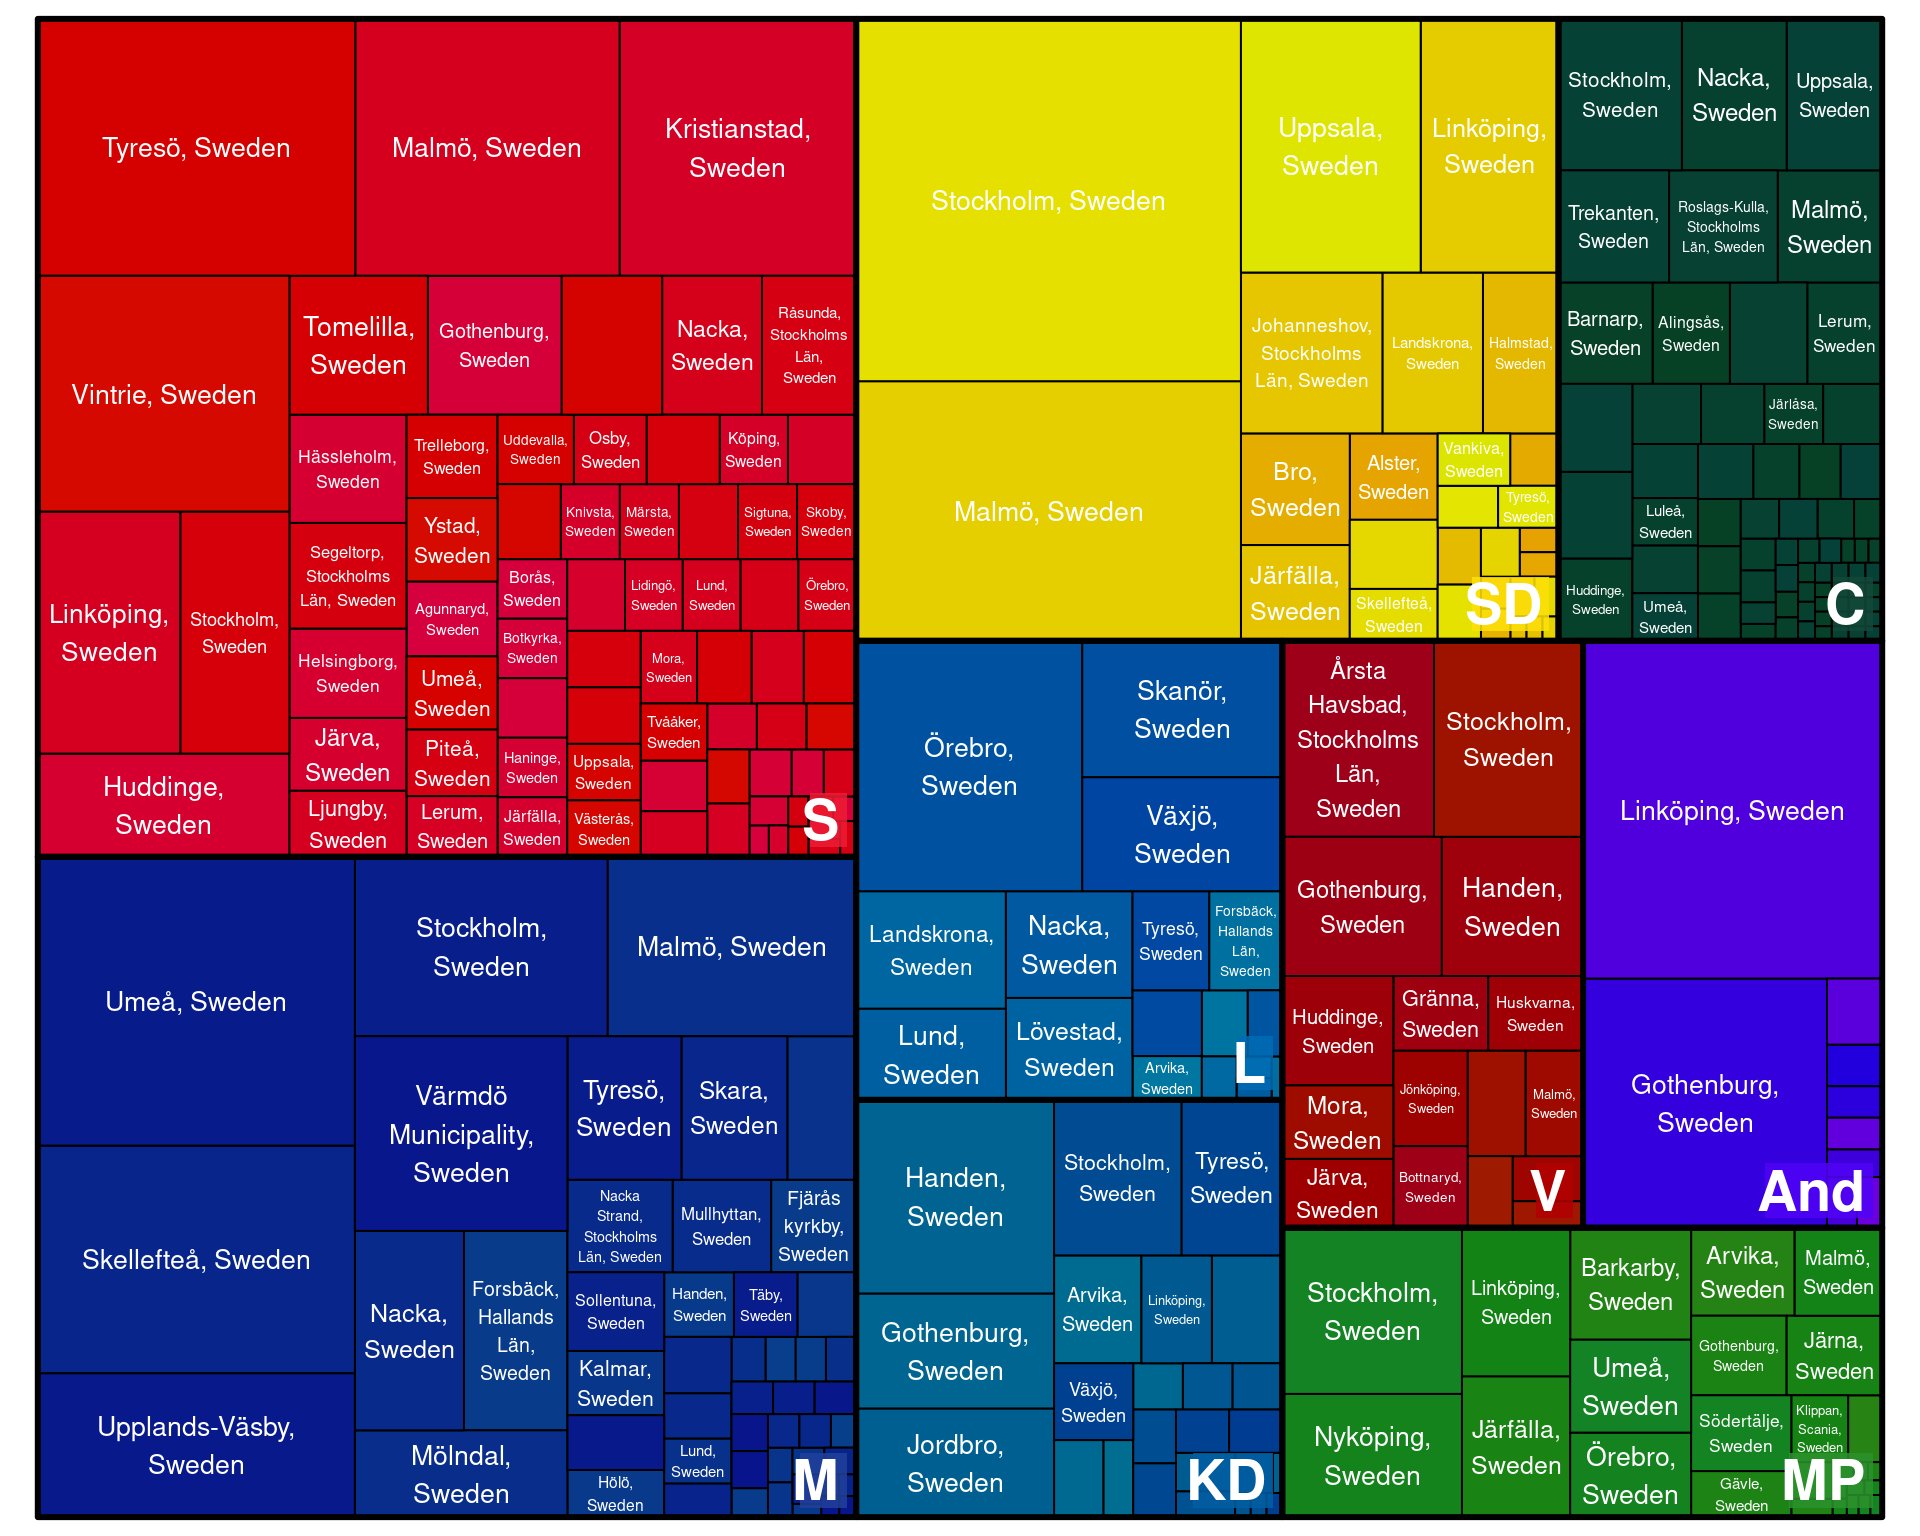 Tyresö, Sweden
Malmö, Sweden
Kristianstad,
Sweden
Vintrie, Sweden
Tomelilla,
Sweden
Gothenburg,
Sweden
Nacka,
Sweden
Råsunda,
Stockholms
Län,
Sweden
Linköping,
Sweden
Stockholm,
Sweden
Huddinge,
Sweden
Hässleholm,
Sweden
Segeltorp,
Stockholms
Län, Sweden
Helsingborg,
Sweden
Järva,
Sweden
Ljungby,
Sweden
Trelleborg,
Sweden
Ystad,
Sweden
Agunnaryd,
Sweden
Umeå,
Sweden
Piteå,
Sweden
Lerum,
Sweden
Uddevalla,
Sweden
Osby,
Sweden
Köping,
Sweden
Knivsta,
Sweden
Märsta,
Sweden
Sigtuna,
Sweden
Skoby,
Sweden
Borås,
Sweden
Botkyrka,
Sweden
Haninge,
Sweden
Järfälla,
Sweden
Lidingö,
Sweden
Lund,
Sweden
Örebro,
Sweden
Mora,
Sweden
Tvååker,
Sweden
Uppsala,
Sweden
Västerås,
Sweden
S
Umeå, Sweden
Skellefteå, Sweden
Upplands-Väsby,
Sweden
Stockholm,
Sweden
Malmö, Sweden
Värmdö
Municipality,
Sweden
Tyresö,
Sweden
Skara,
Sweden
Nacka,
Sweden
Forsbäck,
Hallands
Län,
Sweden
Mölndal,
Sweden
Nacka
Strand,
Stockholms
Län, Sweden
Mullhyttan,
Sweden
Fjärås
kyrkby,
Sweden
Sollentuna,
Sweden
Handen,
Sweden
Täby,
Sweden
Kalmar,
Sweden
Lund,
Sweden
Hölö,
Sweden
M
Stockholm, Sweden
Malmö, Sweden
Uppsala,
Sweden
Linköping,
Sweden
Johanneshov,
Stockholms
Län, Sweden
Landskrona,
Sweden
Halmstad,
Sweden
Bro,
Sweden
Järfälla,
Sweden
Alster,
Sweden
Skellefteå,
Sweden
Vankiva,
Sweden
Tyresö,
Sweden
SD
Stockholm,
Sweden
Nacka,
Sweden
Uppsala,
Sweden
Trekanten,
Sweden
Roslags-Kulla,
Stockholms
Län, Sweden
Malmö,
Sweden
Barnarp,
Sweden
Alingsås,
Sweden
Lerum,
Sweden
Järlåsa,
Sweden
Luleå,
Sweden
Huddinge,
Sweden
Umeå,
Sweden
C
Örebro,
Sweden
Skanör,
Sweden
Växjö,
Sweden
Landskrona,
Sweden
Lund,
Sweden
Nacka,
Sweden
Lövestad,
Sweden
Tyresö,
Sweden
Forsbäck,
Hallands
Län,
Sweden
Arvika,
Sweden
L
Handen,
Sweden
Gothenburg,
Sweden
Jordbro,
Sweden
Stockholm,
Sweden
Tyresö,
Sweden
Arvika,
Sweden
Linköping,
Sweden
Växjö,
Sweden
KD
Årsta
Havsbad,
Stockholms
Län,
Sweden
Stockholm,
Sweden
Gothenburg,
Sweden
Handen,
Sweden
Huddinge,
Sweden
Mora,
Sweden
Järva,
Sweden
Gränna,
Sweden
Huskvarna,
Sweden
Jönköping,
Sweden
Malmö,
Sweden
Bottnaryd,
Sweden
V
Linköping, Sweden
Gothenburg,
Sweden
And
Stockholm,
Sweden
Nyköping,
Sweden
Linköping,
Sweden
Järfälla,
Sweden
Barkarby,
Sweden
Umeå,
Sweden
Örebro,
Sweden
Arvika,
Sweden
Malmö,
Sweden
Gothenburg,
Sweden
Järna,
Sweden
Södertälje,
Sweden
Klippan,
Scania,
Sweden
Gävle,
Sweden
MP